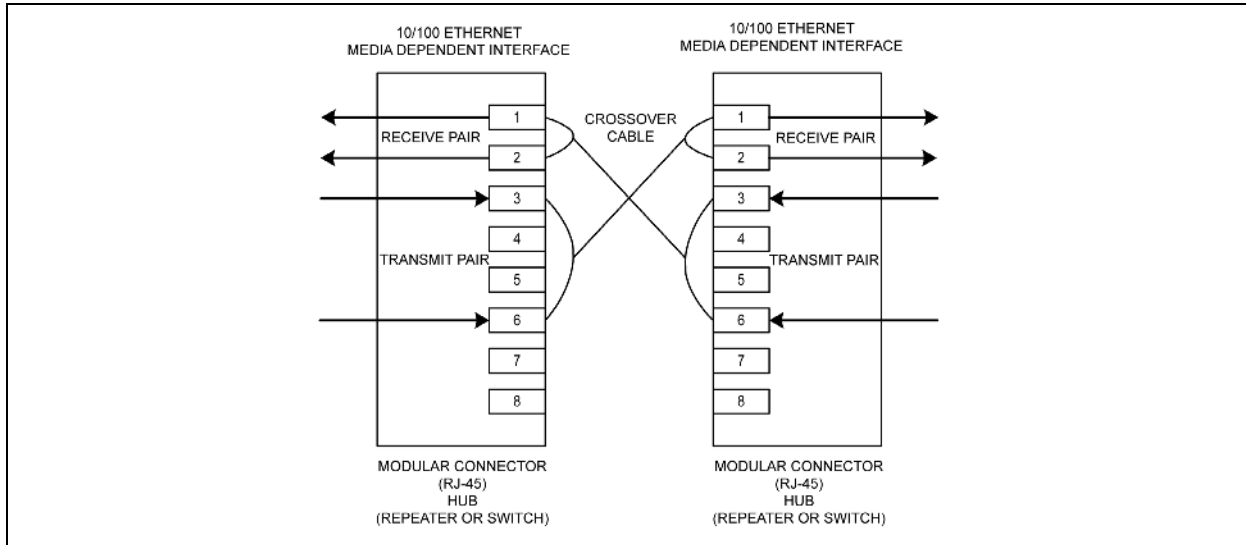 10/100 ETHERNET
MEDIA DEPENDENT INTERFACE
10/100 ETHERNET
MEDIA DEPENDENT INTERFACE
1
RECEIVE PAIR
2
3
4
TRANSMIT PAIR
5
6
7
8
CROSSOVER
CABLE
1
RECEIVE PAIR
2
3
4
TRANSMIT PAIR
5
6
7
8
MODULAR CONNECTOR
(RJ-45)
HUB
(REPEATER OR SWITCH)
MODULAR CONNECTOR
(RJ-45)
HUB
(REPEATER OR SWITCH)